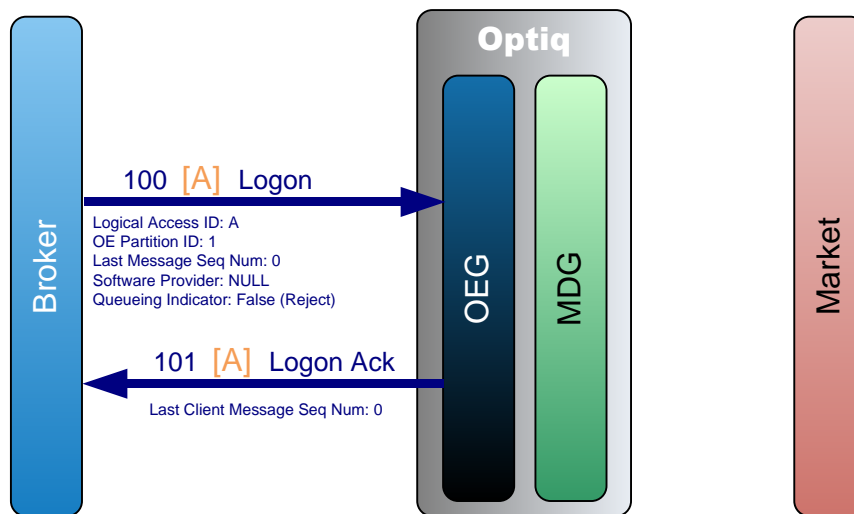 Optiq
Broker
100 [A] Logon
Logical Access ID: A
OE Partition ID: 1
Last Message Seq Num: 0
Software Provider: NULL
Queueing Indicator: False (Reject)
101 [A] Logon Ack
Last Client Message Seq Num: 0
OEG
MDG
Market